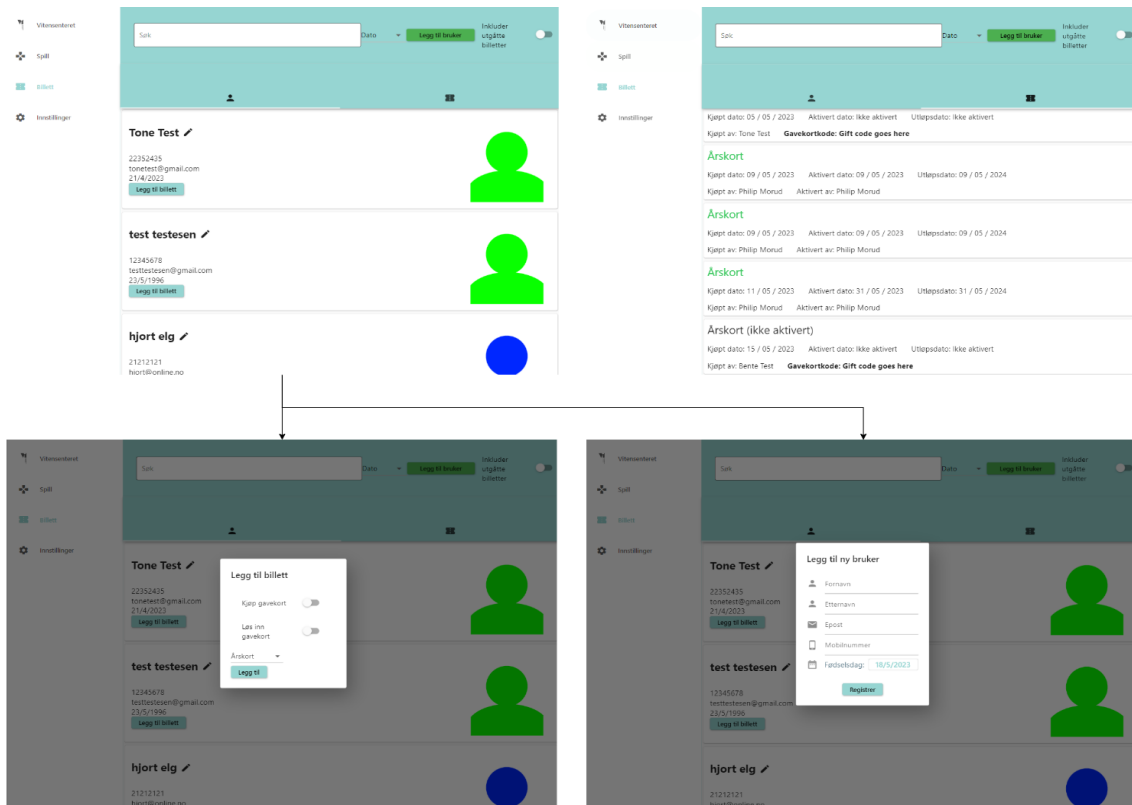 Vitensenteret
Spill
Billett
Innstillinger
Søk
Dato
Legg til bruker
Inkluder
utgåtte
billetter
Tone Test
22352435
tonetest@gmail.com
21/4/2023
Legg til billett
test testesen
12345678
testtestesen@gmail.com
23/5/1996
Legg til billett
hjort elg
21212121
hjort@online.no
Vitensenteret
Spill
Billett
Innstillinger
Søk
Dato
Legg til bruker
Inkluder
utgåtte
billetter
Kjøpt dato: 05 / 05 / 2023 Aktivert dato: Ikke aktivert Utløpsdato: Ikke aktivert
Kjøpt av: Tone Test Gavekortkode: Gift code goes here
Årskort
Kjøpt dato: 09 / 05 / 2023 Aktivert dato: 09 / 05 / 2023 Utløpsdato: 09 / 05 / 2024
Kjøpt av: Philip Morud Aktivert av: Philip Morud
Årskort
Kjøpt dato: 09 / 05 / 2023 Aktivert dato: 09 / 05 / 2023 Utløpsdato: 09 / 05 / 2024
Kjøpt av: Philip Morud Aktivert av: Philip Morud
Årskort
Kjøpt dato: 11 / 05 / 2023 Aktivert dato: 31 / 05 / 2023 Utløpsdato: 31 / 05 / 2024
Kjøpt av: Philip Morud Aktivert av: Philip Morud
Årskort (ikke aktivert)
Kjøpt dato: 15 / 05 / 2023 Aktivert dato: Ikke aktivert Utløpsdato: Ikke aktivert
Kjøpt av: Bente Test Gavekortkode: Gift code goes here
Vitensenteret
Spill
Billett
Innstillinger
Søk
Dato
Legg til bruker
Inkluder
utgåtte
billetter
Tone Test
22352435
tonetest@gmail.com
21/4/2023
Legg til billett
test testesen
12345678
testtestesen@gmail.com
23/5/1996
Legg til billett
hjort elg
21212121
hjort@online.no
Legg til billett
Kjøp gavekort
Løs inn
gavekort
Årskort
Legg til
Vitensenteret
Spill
Billett
Innstillinger
Søk
Dato
Legg til bruker
Inkluder
utgåtte
billetter
Tone Test
22352435
tonetest@gmail.com
21/4/2023
Legg til billett
test testesen
12345678
testtestesen@gmail.com
23/5/1996
Legg til billett
hjort elg
21212121
hjort@online.no
Legg til ny bruker
Fornavn
Etternavn
Epost
Mobilnummer
Fødselsdag: 18/5/2023
Registrer